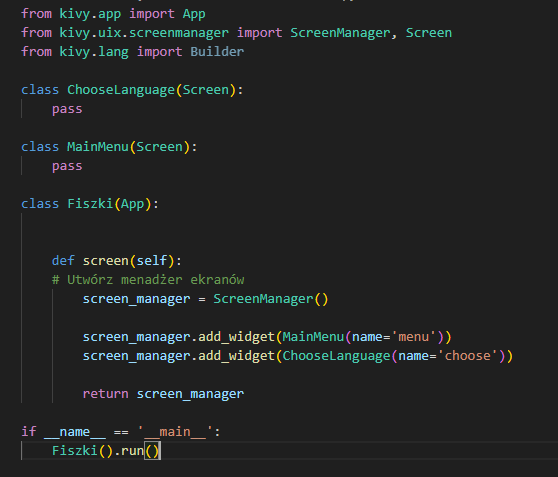 from kivy.app import App
from kivy.uix.screenmanager import ScreenManager, Screen
from kivy.lang import Builder
class ChooseLanguage(Screen):
pass
class MainMenu(Screen):
pass
class Fiszki(App):
def screen(self):
# Utwórz menadżer ekranów
screen_manager = ScreenManager()
screen_manager.add_widget(MainMenu(name='menu'))
screen_manager.add_widget(ChooseLanguage(name='choose'))
return screen_manager
if __name__ == '__main__':
Fiszki().run()